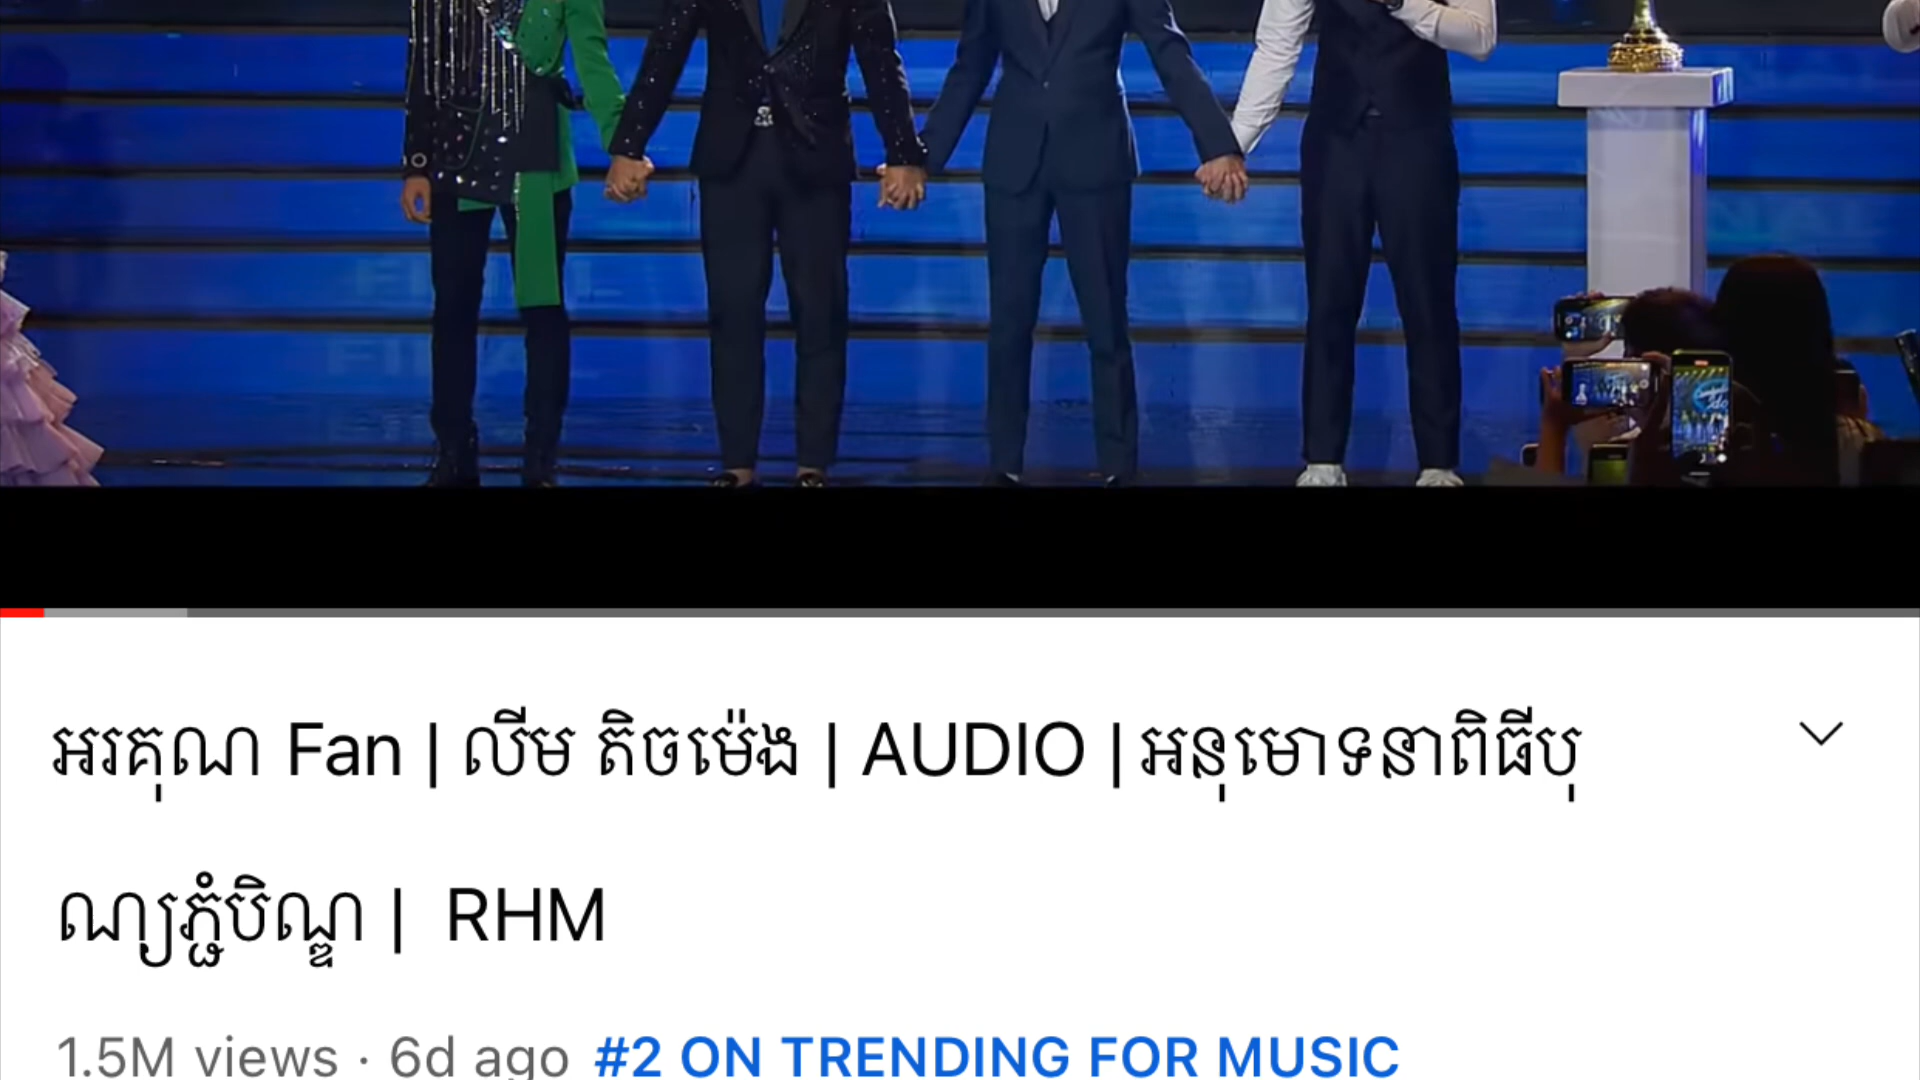 អរគុណ Fan | លីម តិចម៉េង | AUDIO | អនុមោទនាពិធីបុ
ណ្យភ្ជុំបិណ្ឌ | RHM
1.5M views · 6d ago #2 ON TRENDING FOR MUSIC